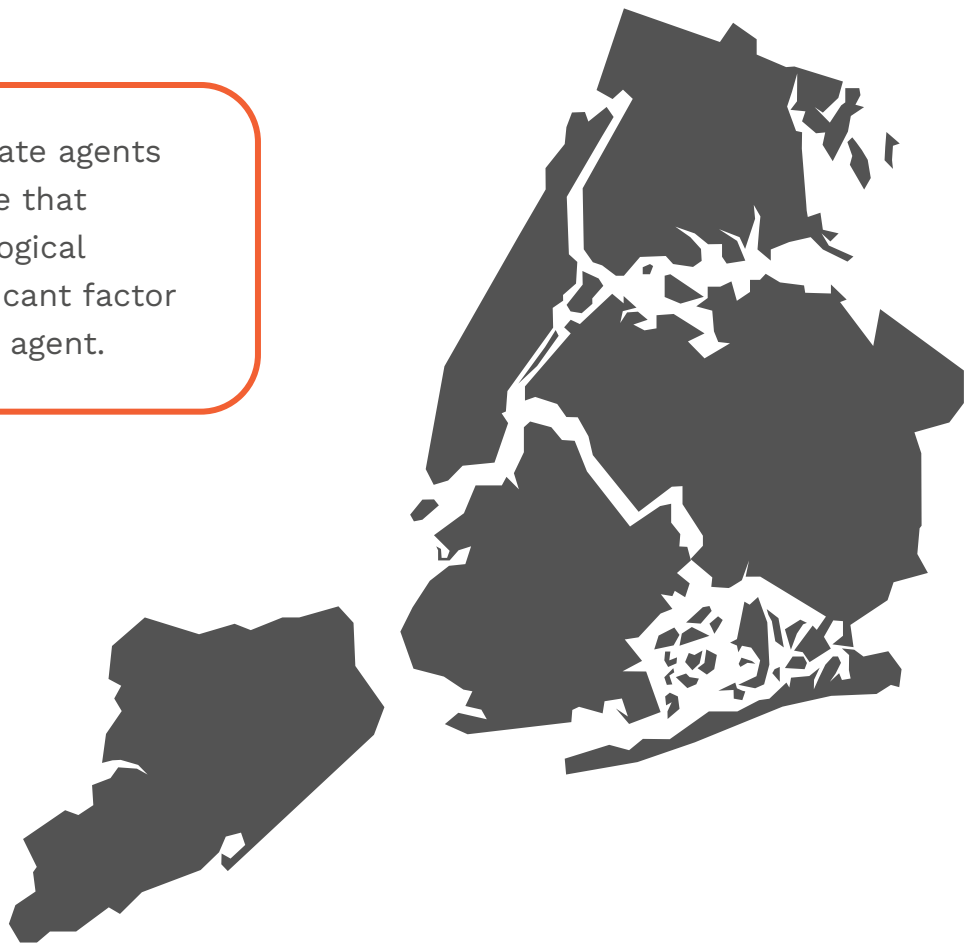 ate agents
e that
ogical
cant factor
agent.